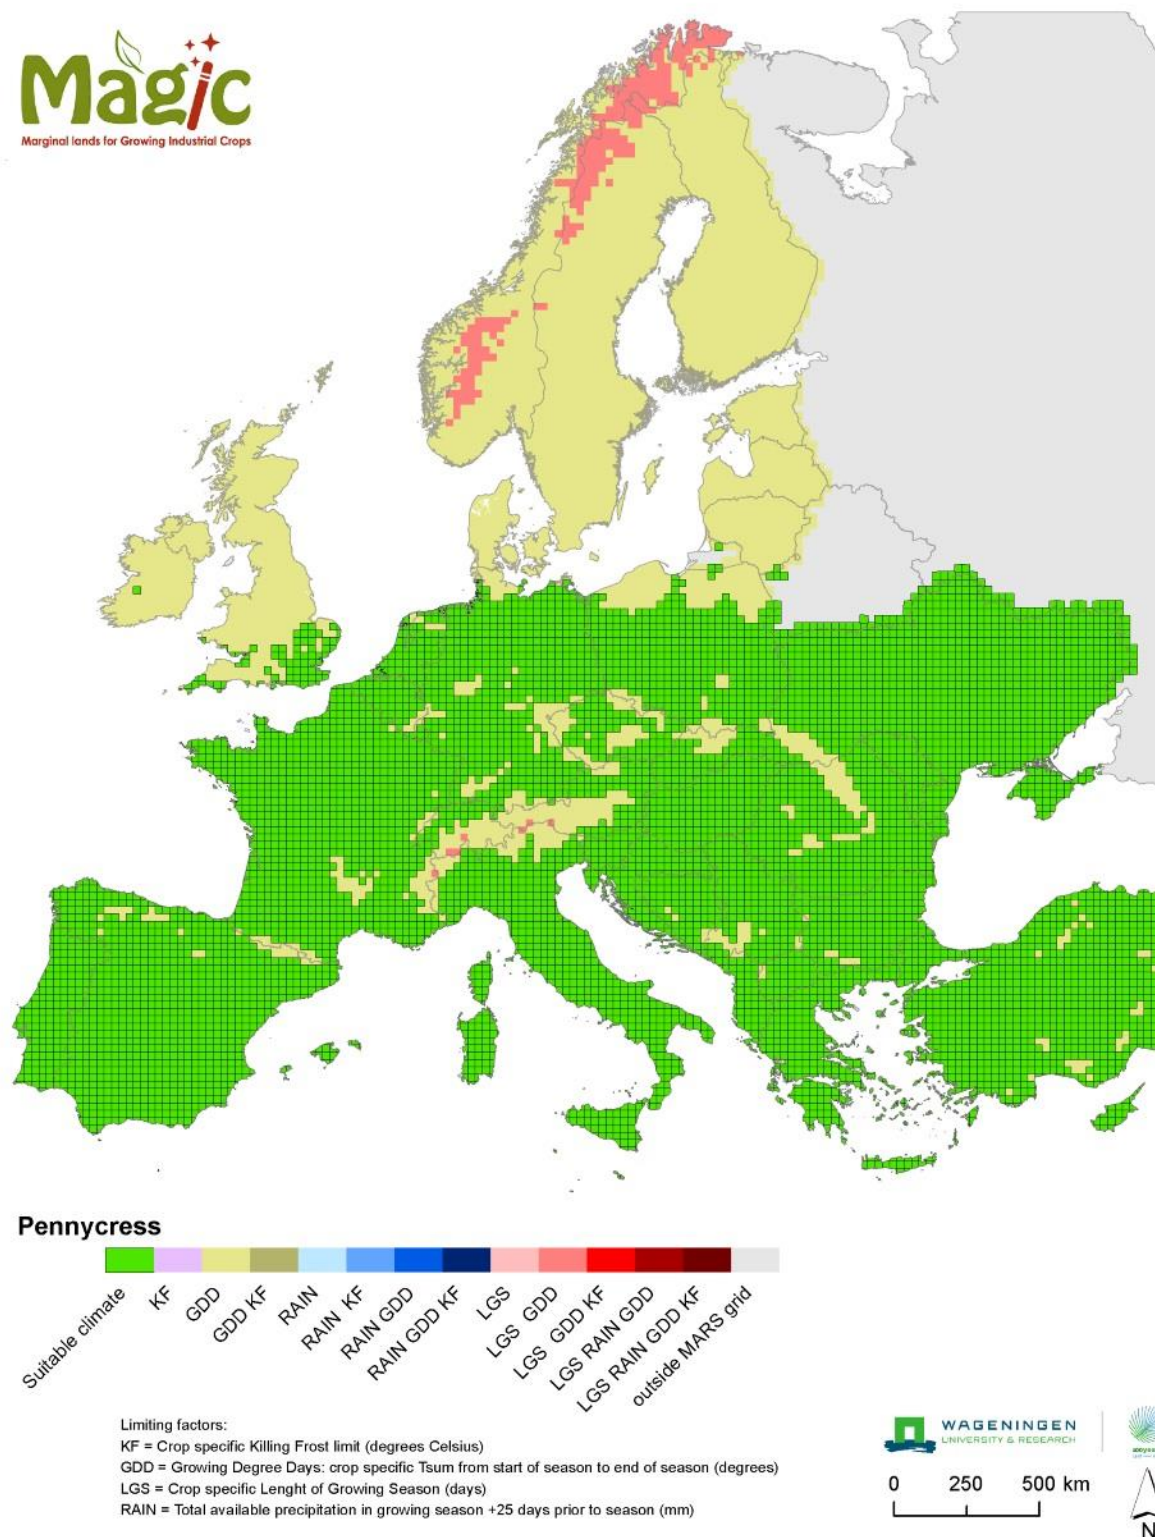 Magic
Marginal lands for Growing Industrial Crops
Pennycress
Suitable climate
KF
GDD
GDD KF
RAIN
RAIN KF
RAIN GDD
RAIN GDD KF
LGS
LGS GDD
LGS GDD KF
LGS RAIN GDD
LGS RAIN GDD KF
outside MARS grid
Limiting factors:
KF = Crop specific Killing Frost limit (degrees Celsius)
GDD = Growing Degree Days: crop specific Tsum from start of season to end of season (degrees)
LGS = Crop specific Lenght of Growing Season (days)
RAIN = Total available precipitation in growing season +25 days prior to season (mm)
WAGENINGEN
UNIVERSITY & RESEARCH
0 250 500 km
N